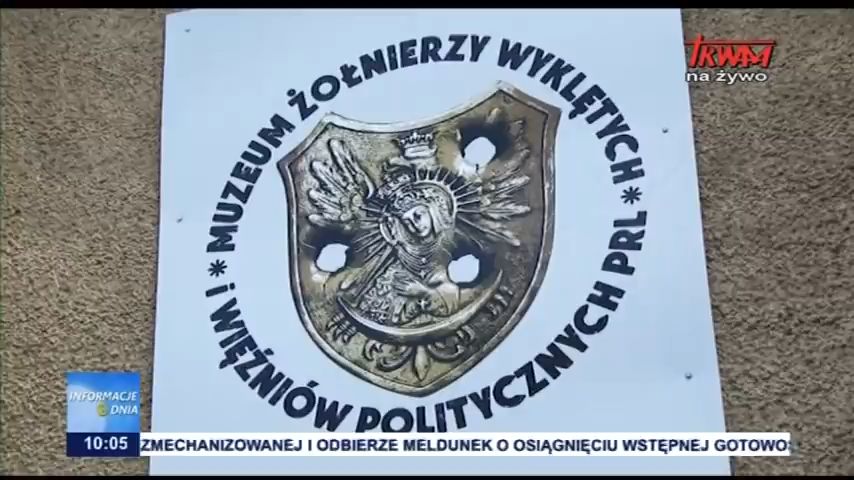 MUZEUM ŻOŁNIERZY WYKLĘTYCH *
I WIĘŹNIÓW POLITYCZNYCH PRL *
TRWAM
na żywo
INFORMACJE
DNIA
10:05
ZMECHANIZOWANEJ I ODBIERZE MELDUNEK O OSIĄGNIĘCIU WSTĘPNEJ GOTOWO